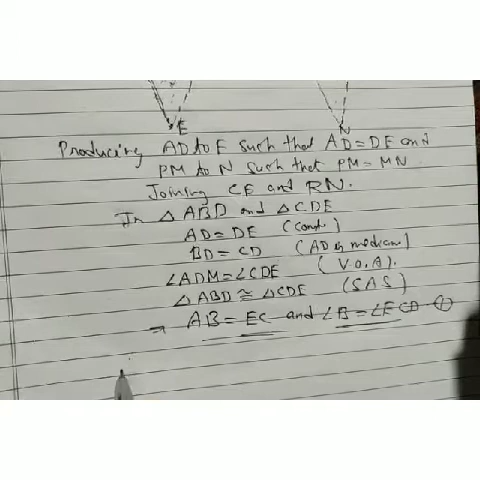 E N
Producing AD to E such that AD = DE and
PM to N such that PM = MN
Joining CE and RN.
In △ ABD and △ CDE
AD = DE (const.)
BD = CD (AD is median)
∠ADM = ∠CDE (V.O.A).
△ ABD ≅ △CDE (SAS)
→ AB = EC and ∠B = ∠ECD ①